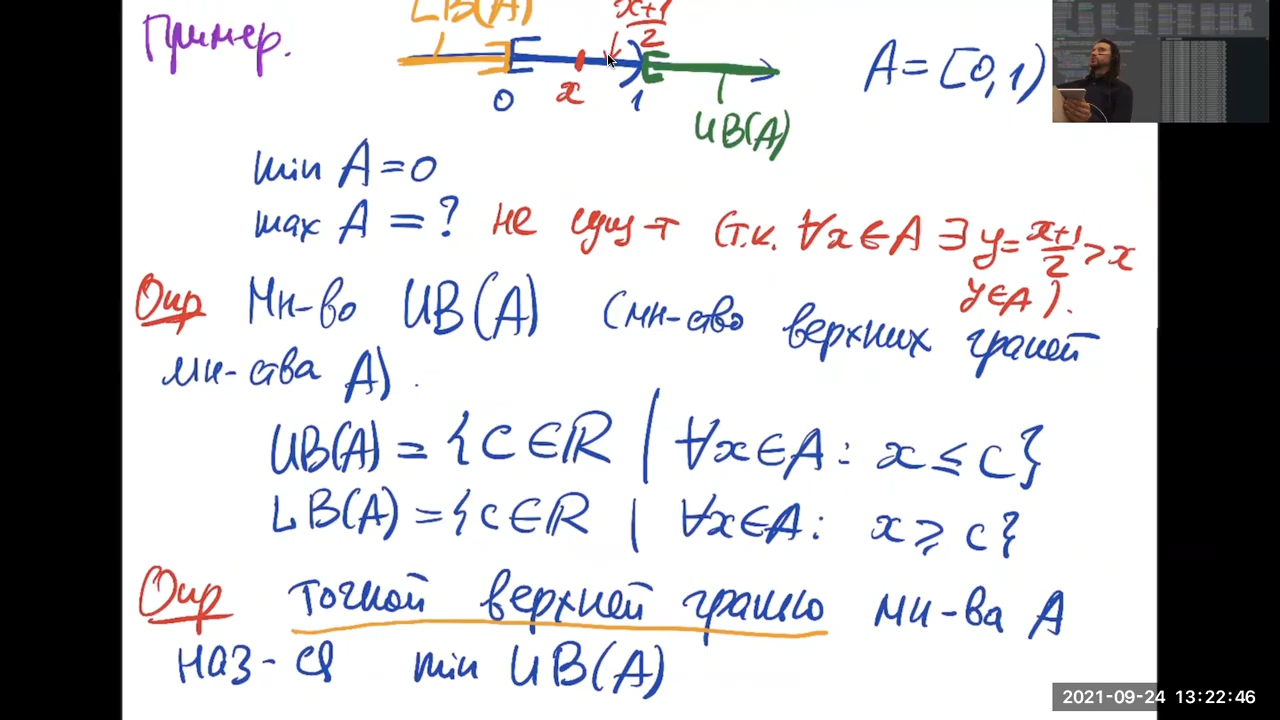 Пример.
LB(A)
x+1
2
A = [0, 1)
0
x
1
UB(A)
min A = 0
max A = ? не сущ-т (т.к. ∀x∈A ∃ y = x+1/2 > x
y∈A).
Опр Мн-во UB(A) (мн-ство верхних граней
мн-ства A).
UB(A) = {c∈ℝ | ∀x∈A : x ≤ c}
LB(A) = {c∈ℝ | ∀x∈A : x ⩾ c}
Опр точной верхней гранью мн-ва A
наз-ся min UB(A)
2021-09-24 13:22:46